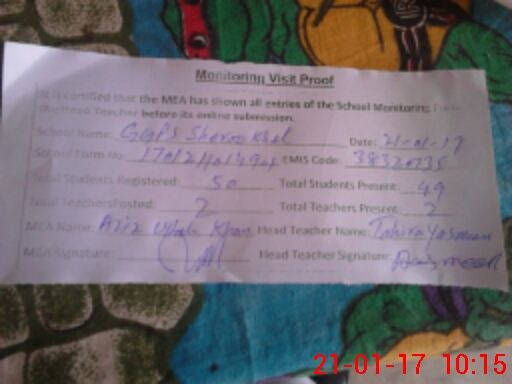 Monitoring Visit Proof
It is certified that the MEA has shown all entries of the School Monitoring
the Head Teacher before its online submission.
School Name: GGPS Sheroo Khel Date: 21-01-17
School Form No: EMIS Code: 38320735
Total Students Registered: 50 Total Students Present: 49
Total TeachersPosted: 2 Total Teachers Present: 2
MEA Name: Aziz Ullah Khan Head Teacher Name: Tahira Yasmeen
MEA Signature: Head Teacher Signature:
21-01-17 10:15